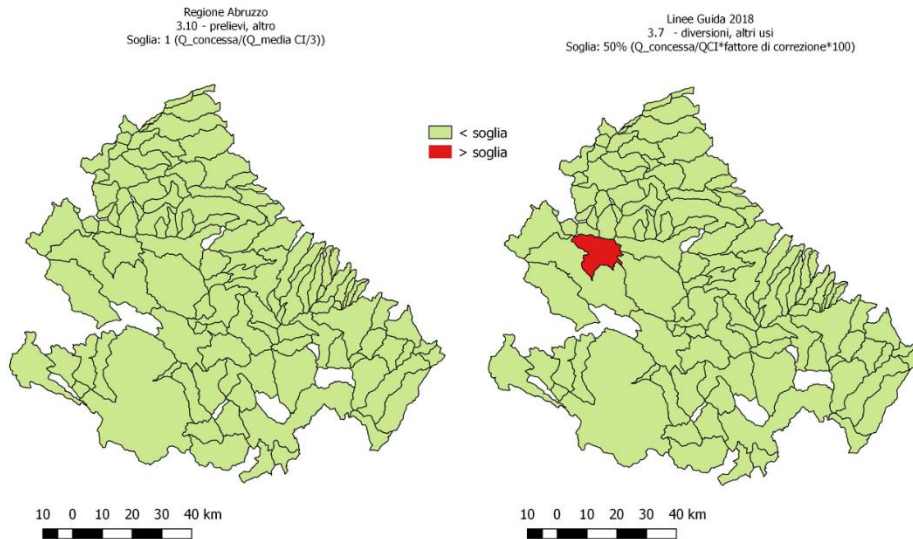 Regione Abruzzo
3.10 - prelievi, altro
Soglia: 1 (Q_concessa/(Q_media CI/3))
Linee Guida 2018
3.7 - diversioni, altri usi
Soglia: 50% (Q_concessa/QCI*fattore di correzione*100)
< soglia
> soglia
10 0 10 20 30 40 km
10 0 10 20 30 40 km